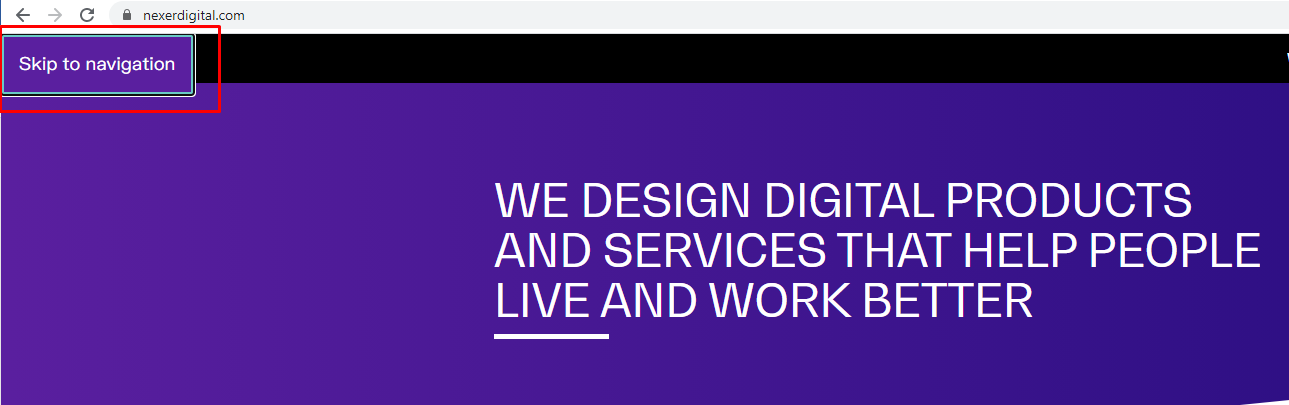 nexerdigital.com
Skip to navigation
WE DESIGN DIGITAL PRODUCTS
AND SERVICES THAT HELP PEOPLE
LIVE AND WORK BETTER